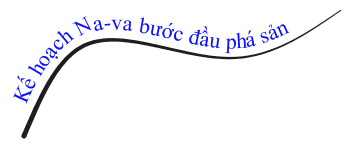 Kế hoạch Na-va bước đầu phá sản